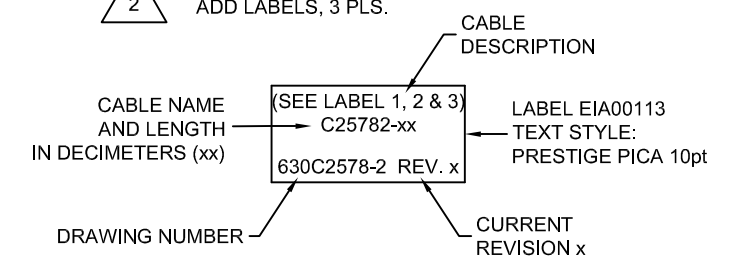 2 ADD LABELS, 3 PLS.
CABLE
DESCRIPTION
(SEE LABEL 1, 2 & 3)
C25782-xx
630C2578-2 REV. x
CABLE NAME
AND LENGTH
IN DECIMETERS (xx)
LABEL EIA00113
TEXT STYLE:
PRESTIGE PICA 10pt
DRAWING NUMBER
CURRENT
REVISION x